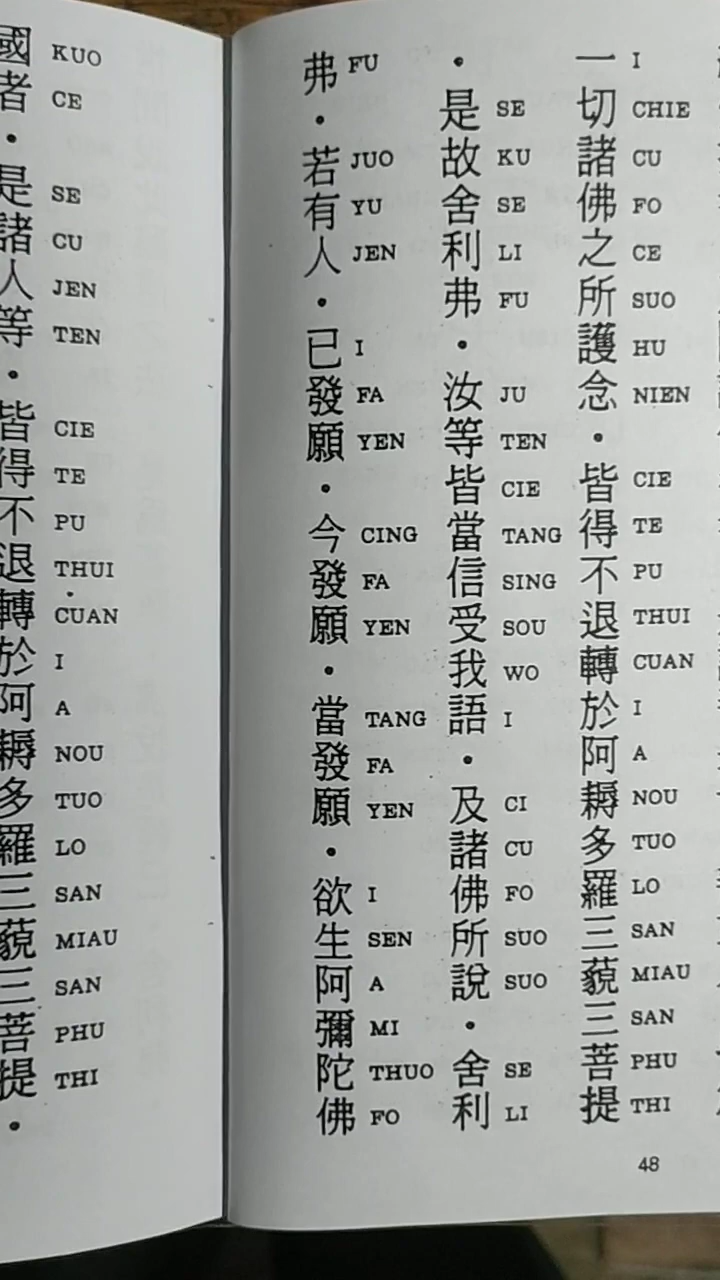 一切諸佛之所護念・皆得不退轉於阿耨多羅三藐三菩提
I CHIE CU FO CE SUO HU NIEN CIE TE PU THUI CUAN I A NOU TUO LO SAN MIAU SAN PHU THI
・是故舍利弗・汝等皆當信受我語・及諸佛所說・舍利
SE KU SE LI FU JU TEN CIE TANG SING SOU WO I CI CU FO SUO SUO SE LI
弗・若有人・已發願・今發願・當發願・欲生阿彌陀佛
FU JUO YU JEN I FA YEN CING FA YEN TANG FA YEN I SEN A MI THUO FO
48
國者・是諸人等・皆得不退轉於阿耨多羅三藐三菩提・
KUO CE SE CU JEN TEN CIE TE PU THUI CUAN I A NOU TUO LO SAN MIAU SAN PHU THI